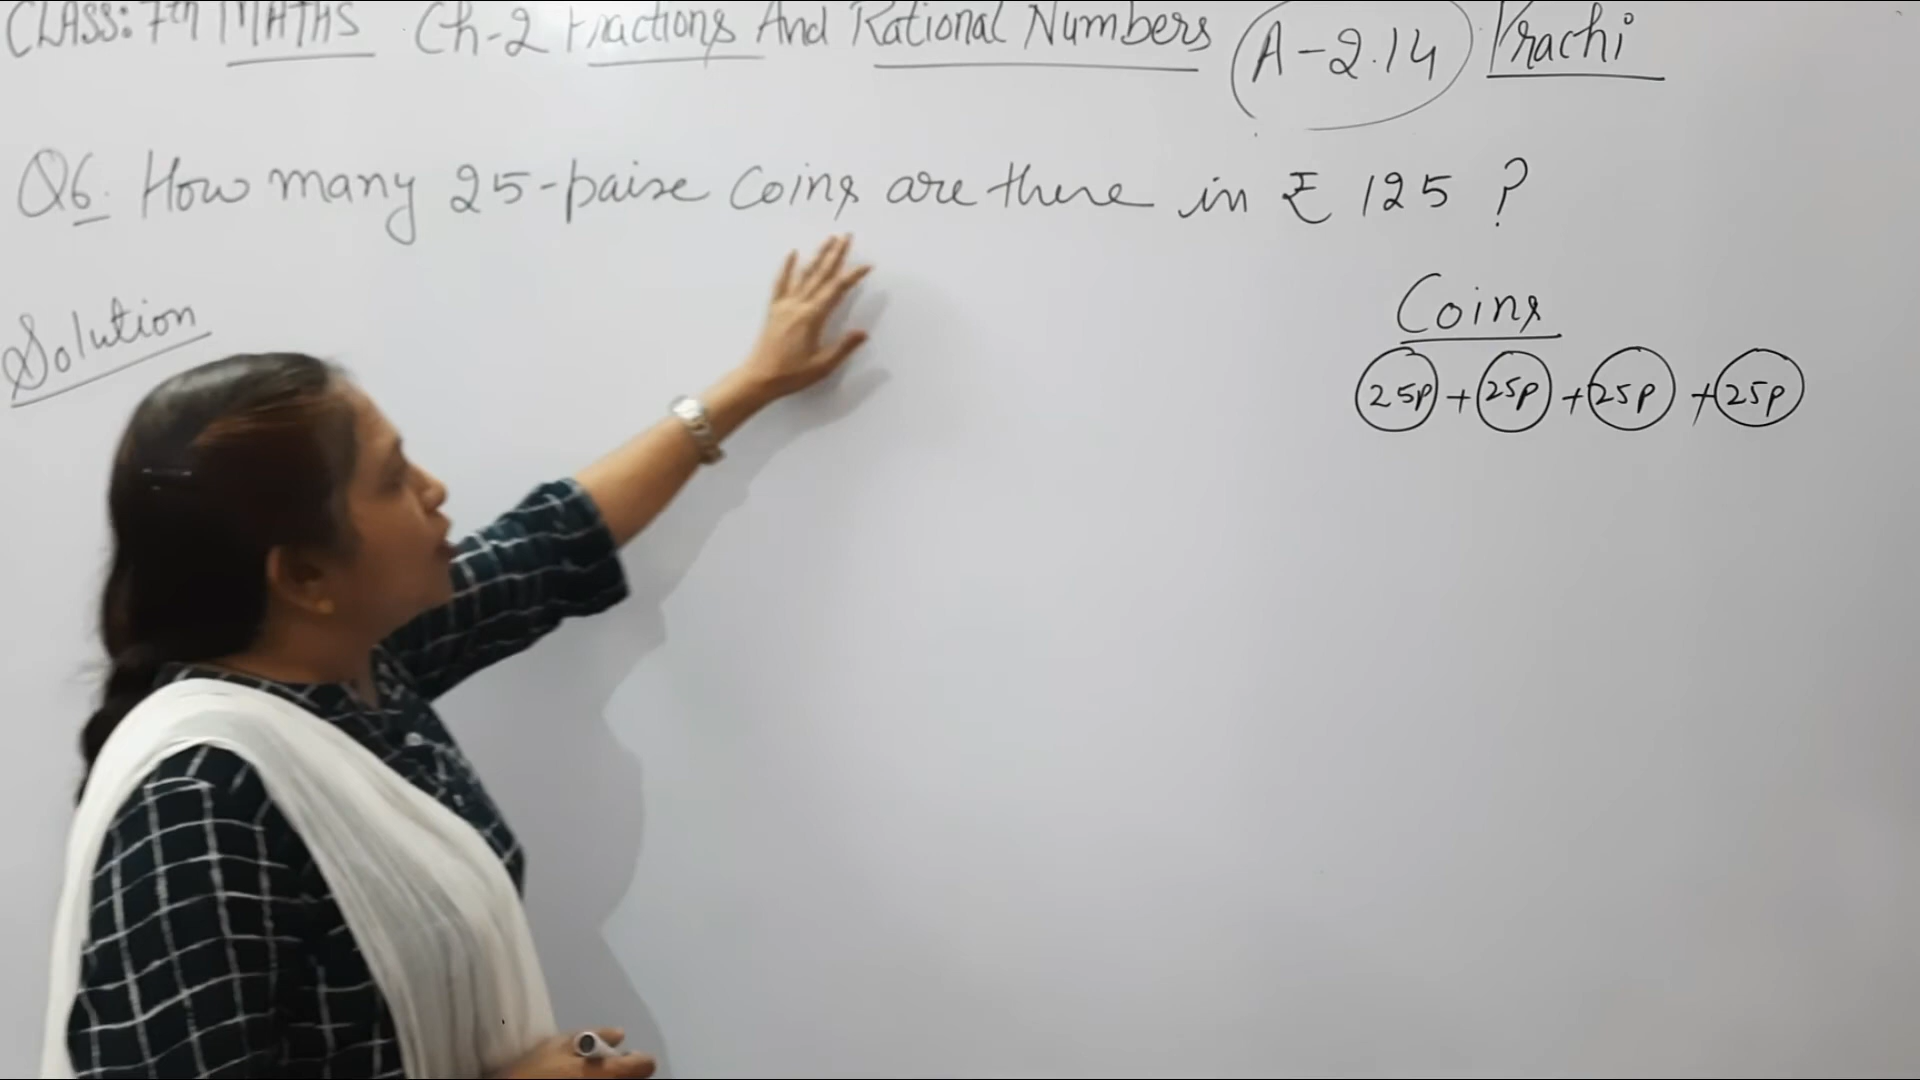 CLASS: 7th MATHS Ch-2 Fractions And Rational Numbers A-2.14 Prachi
Q6. How many 25-paise Coins are there in ₹ 125 ?
Solution
Coins
25p + 25p + 25p + 25p